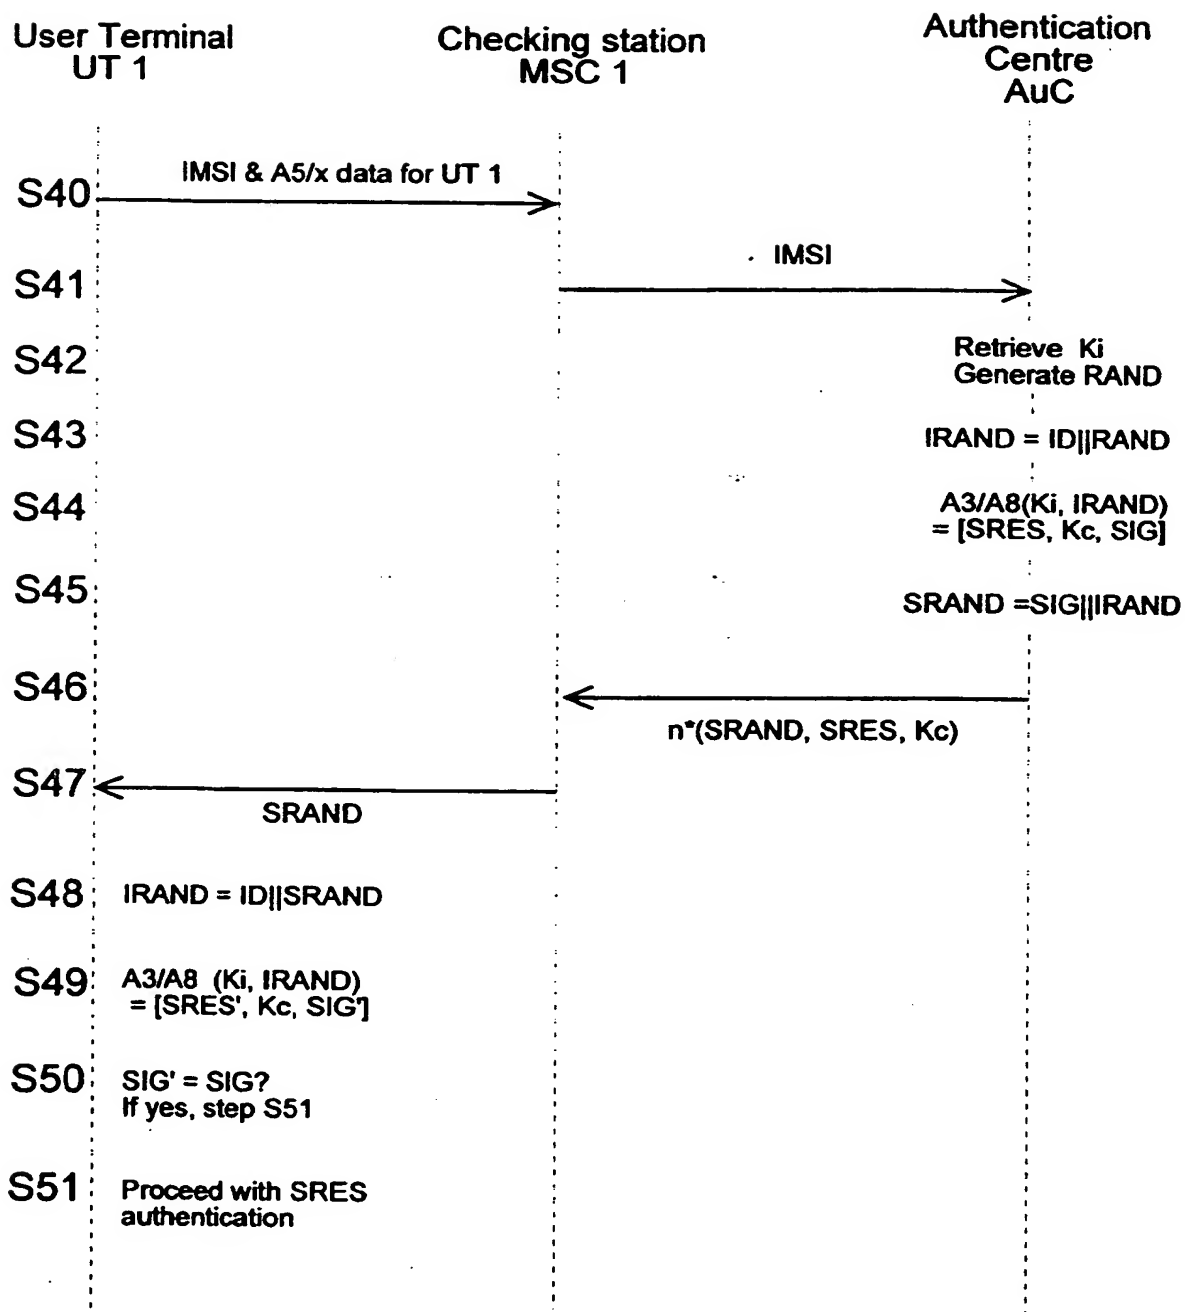 User Terminal
UT 1
Checking station
MSC 1
Authentication
Centre
AuC
S40
IMSI & A5/x data for UT 1
S41
IMSI
S42
Retrieve Ki
Generate RAND
S43
IRAND = ID||RAND
S44
A3/A8(Ki, IRAND)
= [SRES, Kc, SIG]
S45
SRAND =SIG||IRAND
S46
n*(SRAND, SRES, Kc)
S47
SRAND
S48
IRAND = ID||SRAND
S49
A3/A8 (Ki, IRAND)
= [SRES', Kc, SIG']
S50
SIG' = SIG?
If yes, step S51
S51
Proceed with SRES
authentication